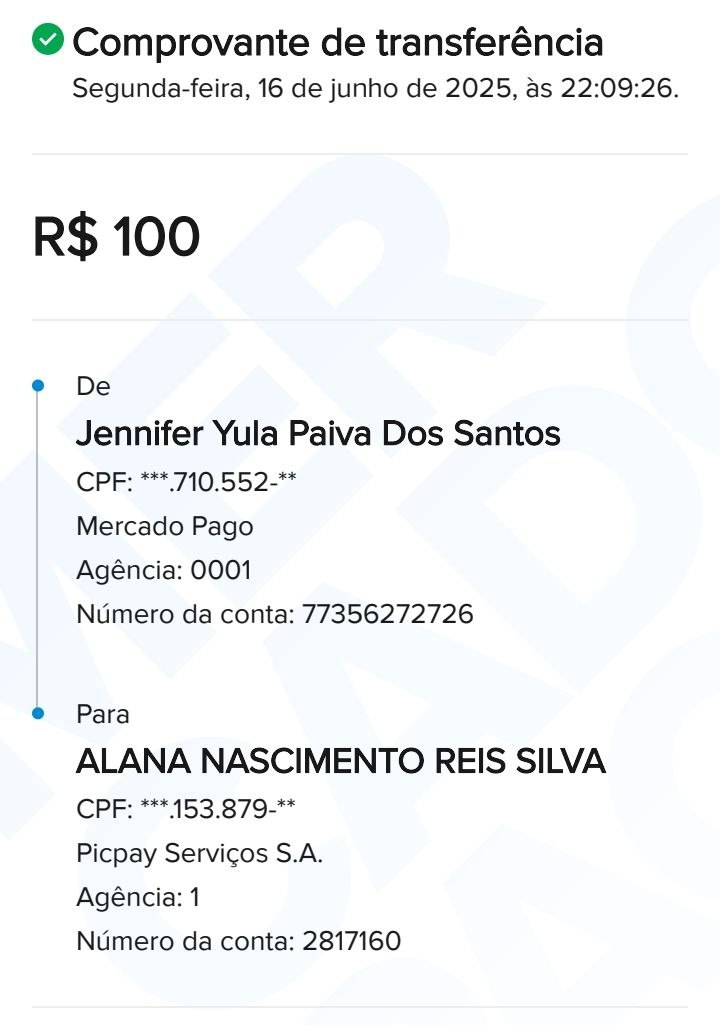 Comprovante de transferência
Segunda-feira, 16 de junho de 2025, às 22:09:26.
R$ 100
De
Jennifer Yula Paiva Dos Santos
CPF: ***.710.552-**
Mercado Pago
Agência: 0001
Número da conta: 77356272726
Para
ALANA NASCIMENTO REIS SILVA
CPF: ***.153.879-**
Picpay Serviços S.A.
Agência: 1
Número da conta: 2817160